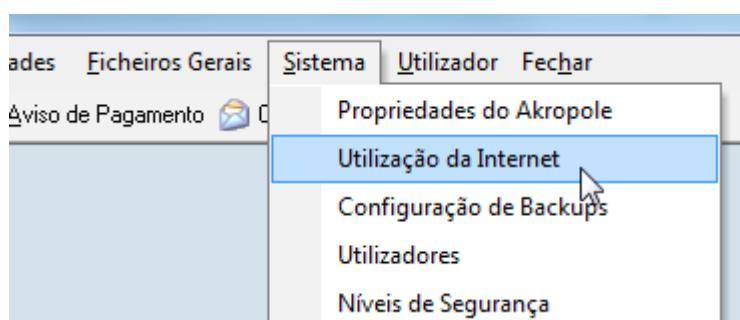 ades Ficheiros Gerais Sistema Utilizador Fechar
Aviso de Pagamento
Propriedades do Akropole
Utilização da Internet
Configuração de Backups
Utilizadores
Níveis de Segurança